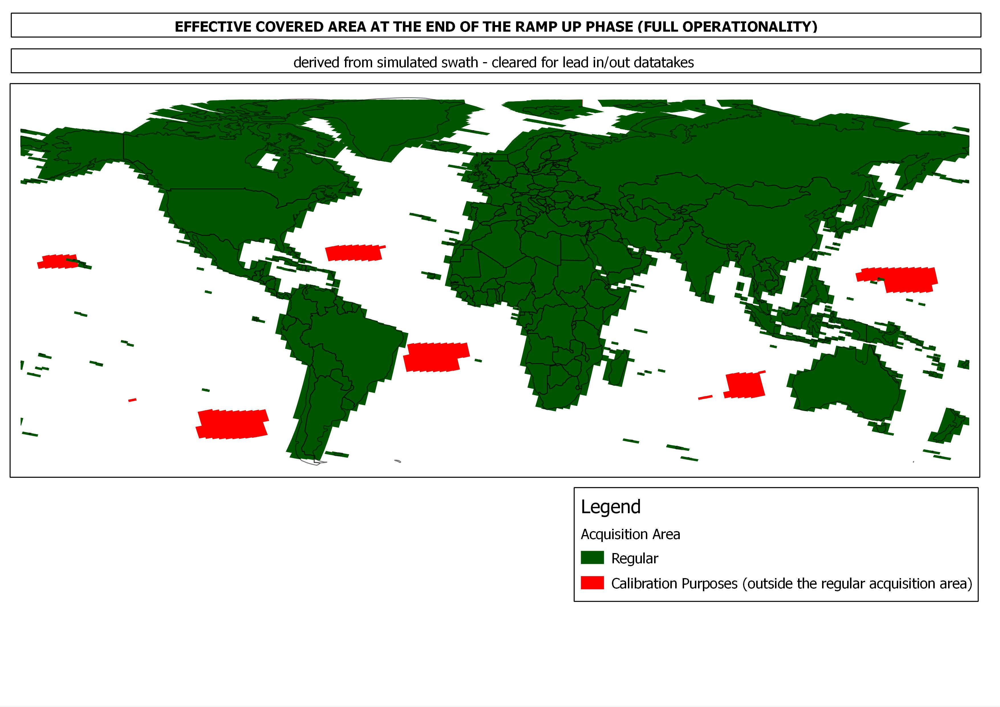 EFFECTIVE COVERED AREA AT THE END OF THE RAMP UP PHASE (FULL OPERATIONALITY)
derived from simulated swath - cleared for lead in/out datatakes
Legend
Acquisition Area
Regular
Calibration Purposes (outside the regular acquisition area)